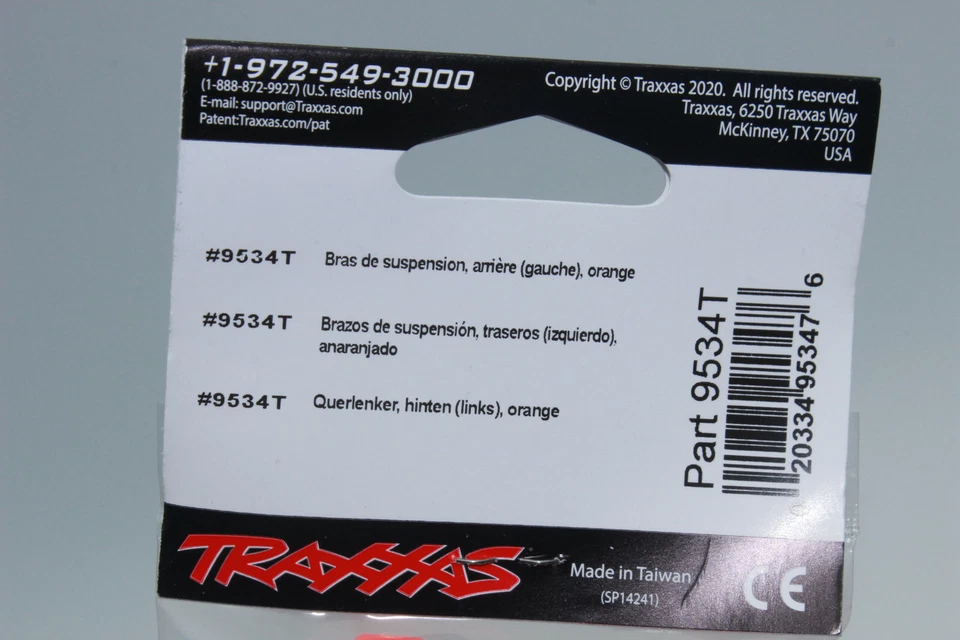 +1-972-549-3000
(1-888-872-9927) (U.S. residents only)
E-mail: support@Traxxas.com
Patent:Traxxas.com/pat
Copyright © Traxxas 2020. All rights reserved.
Traxxas, 6250 Traxxas Way
McKinney, TX 75070
USA
#9534T Bras de suspension, arrière (gauche), orange
#9534T Brazos de suspensión, traseros (izquierdo),
anaranjado
#9534T Querlenker, hinten (links), orange
Part 9534T
20334 95347 6
TRAXXAS
Made in Taiwan
(SP14241)
CE